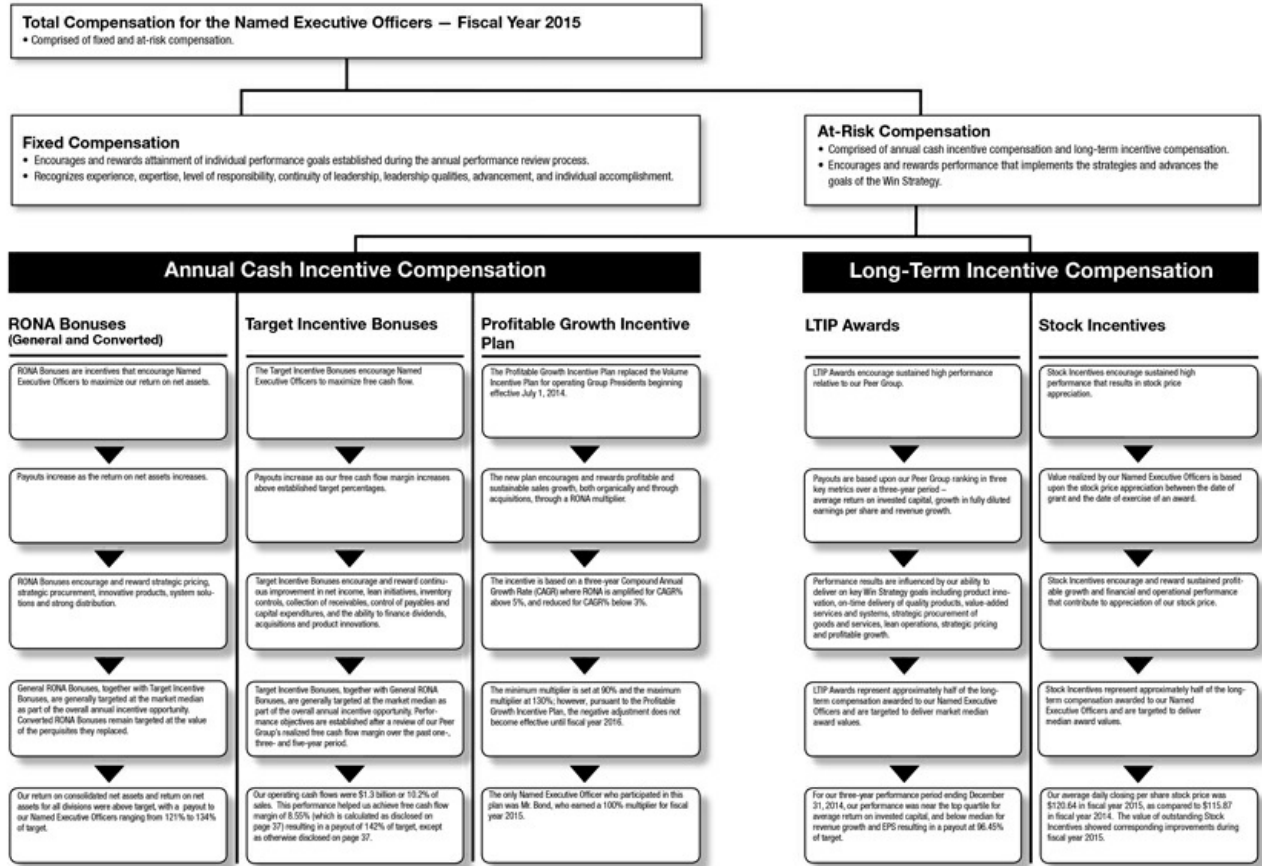 Total Compensation for the Named Executive Officers — Fiscal Year 2015
• Comprised of fixed and at-risk compensation.
Fixed Compensation
• Encourages and rewards attainment of individual performance goals established during the annual performance review process.
• Recognizes experience, expertise, level of responsibility, continuity of leadership, leadership qualities, advancement, and individual accomplishment.
At-Risk Compensation
• Comprised of annual cash incentive compensation and long-term incentive compensation.
• Encourages and rewards performance that implements the strategies and advances the
goals of the Win Strategy.
Annual Cash Incentive Compensation
RONA Bonuses
(General and Converted)
RONA Bonuses are incentives that encourage Named
Executive Officers to maximize our return on net assets.
Payouts increase as the return on net assets increases.
RONA Bonuses encourage and reward strategic pricing,
strategic procurement, innovative products, system solu-
tions and strong distribution.
General RONA Bonuses, together with Target Incentive
Bonuses, are generally targeted at the market median
as part of the overall annual incentive opportunity.
Converted RONA Bonuses remain targeted at the value
of the perquisites they replaced.
Our return on consolidated net assets and return on net
assets for all divisions were above target, with a payout to
our Named Executive Officers ranging from 121% to 134%
of target.
Target Incentive Bonuses
The Target Incentive Bonuses encourage Named
Executive Officers to maximize free cash flow.
Payouts increase as our free cash flow margin increases
above established target percentages.
Target Incentive Bonuses encourage and reward continu-
ous improvement in net income, lean initiatives, inventory
controls, collection of receivables, control of payables and
capital expenditures, and the ability to finance dividends,
acquisitions and product innovations.
Target Incentive Bonuses, together with General RONA
Bonuses, are generally targeted at the market median as
part of the overall annual incentive opportunity. Perfor-
mance objectives are established after a review of our Peer
Group's realized free cash flow margin over the past one-,
three- and five-year period.
Our operating cash flows were $1.3 billion or 10.2% of
sales. This performance helped us achieve free cash flow
margin of 8.55% (which is calculated as disclosed on
page 37) resulting in a payout of 142% of target, except
as otherwise disclosed on page 37.
Profitable Growth Incentive
Plan
The Profitable Growth Incentive Plan replaced the Volume
Incentive Plan for operating Group Presidents beginning
effective July 1, 2014.
The new plan encourages and rewards profitable and
sustainable sales growth, both organically and through
acquisitions, through a RONA multiplier.
The incentive is based on a three-year Compound Annual
Growth Rate (CAGR) where RONA is amplified for CAGR%
above 5%, and reduced for CAGR% below 3%.
The minimum multiplier is set at 90% and the maximum
multiplier at 130%; however, pursuant to the Profitable
Growth Incentive Plan, the negative adjustment does not
become effective until fiscal year 2016.
The only Named Executive Officer who participated in this
plan was Mr. Bond, who earned a 100% multiplier for fiscal
year 2015.
Long-Term Incentive Compensation
LTIP Awards
LTIP Awards encourage sustained high performance
relative to our Peer Group.
Payouts are based upon our Peer Group ranking in three
key metrics over a three-year period –
average return on invested capital, growth in fully diluted
earnings per share and revenue growth.
Performance results are influenced by our ability to
deliver on key Win Strategy goals including product inno-
vation, on-time delivery of quality products, value-added
services and systems, strategic procurement of
goods and services, lean operations, strategic pricing
and profitable growth.
LTIP Awards represent approximately half of the long-
term compensation awarded to our Named Executive
Officers and are targeted to deliver market median
award values.
For our three-year performance period ending December
31, 2014, our performance was near the top quartile for
average return on invested capital, and below median for
revenue growth and EPS resulting in a payout at 96.45%
of target.
Stock Incentives
Stock Incentives encourage sustained high
performance that results in stock price
appreciation.
Value realized by our Named Executive Officers is based
upon the stock price appreciation between the date of
grant and the date of exercise of an award.
Stock Incentives encourage and reward sustained profit-
able growth and financial and operational performance
that contribute to appreciation of our stock price.
Stock Incentives represent approximately half of the long-
term compensation awarded to our Named
Executive Officers and are targeted to deliver
median award values.
Our average daily closing per share stock price was
$120.64 in fiscal year 2015, as compared to $115.87
in fiscal year 2014. The value of outstanding Stock
Incentives showed corresponding improvements during
fiscal year 2015.